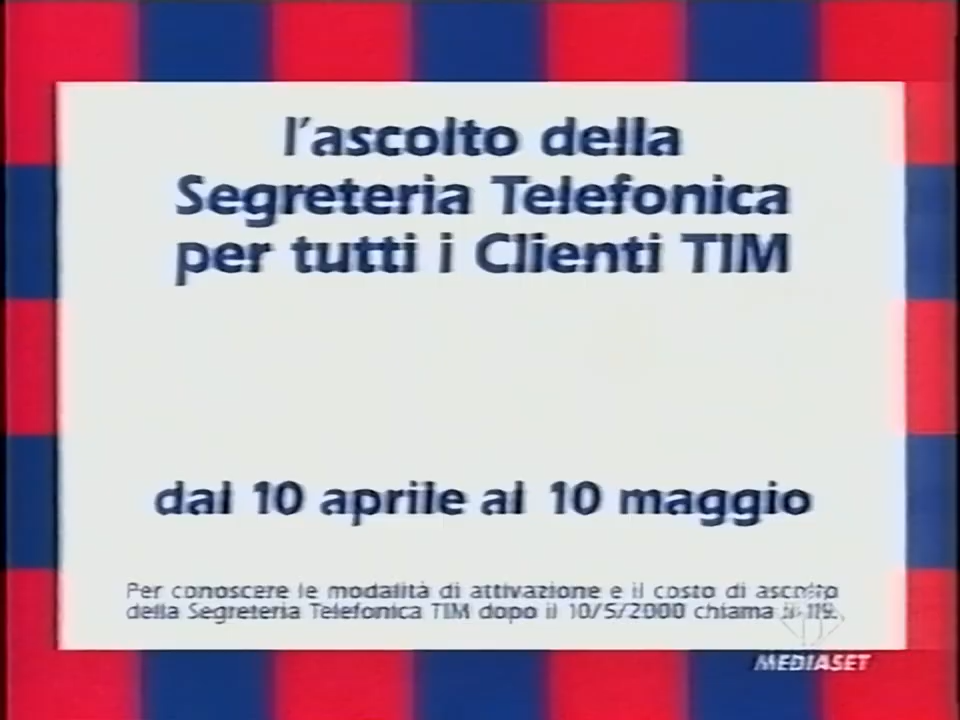 l'ascolto della
Segreteria Telefonica
per tutti i Clienti TIM
dal 10 aprile al 10 maggio
Per conoscere le modalità di attivazione e il costo di ascolto
della Segreteria Telefonica TIM dopo il 10/5/2000 chiama il 119.
MEDIASET